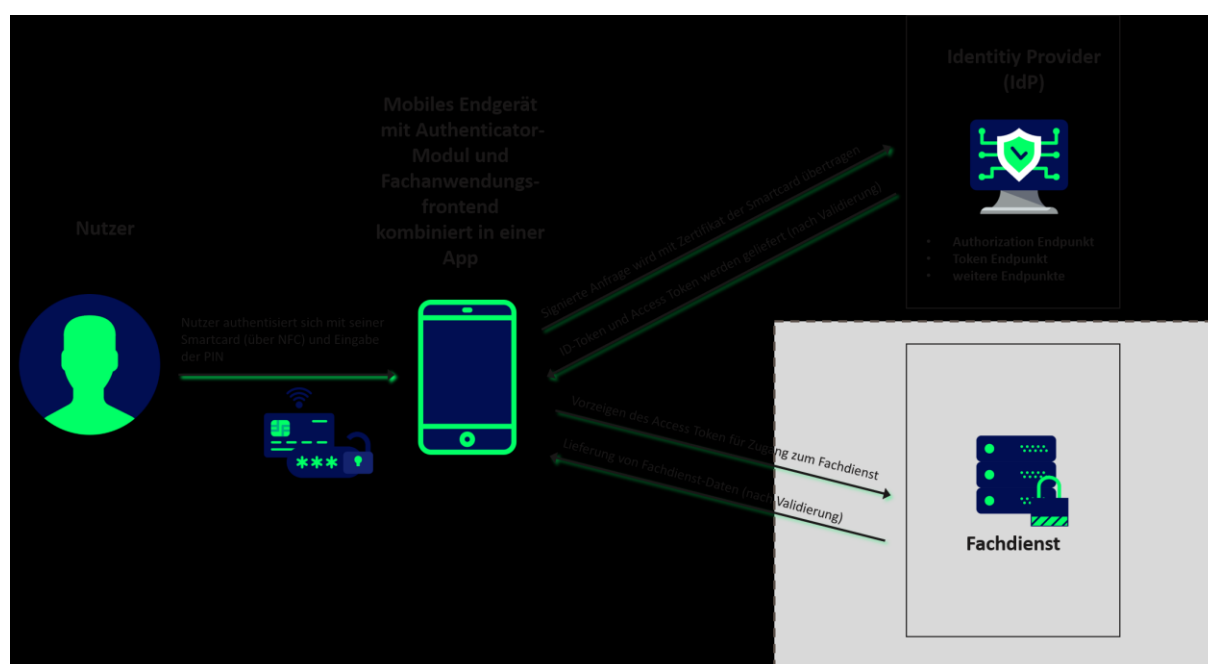 Identitiy Provider
(IdP)
Mobiles Endgerät
mit Authenticator-
Modul und
Fachanwendungs-
frontend
kombiniert in einer
App
Nutzer
Signierte Anfrage wird mit Zertifikat der Smartcard übertragen
ID-Token und Access Token werden geliefert (nach Validierung)
• Authorization Endpunkt
• Token Endpunkt
• weitere Endpunkte
Nutzer authentisiert sich mit seiner
Smartcard (über NFC) und Eingabe
der PIN
***
Vorzeigen des Access Token für Zugang zum Fachdienst
Lieferung von Fachdienst-Daten (nach Validierung)
Fachdienst